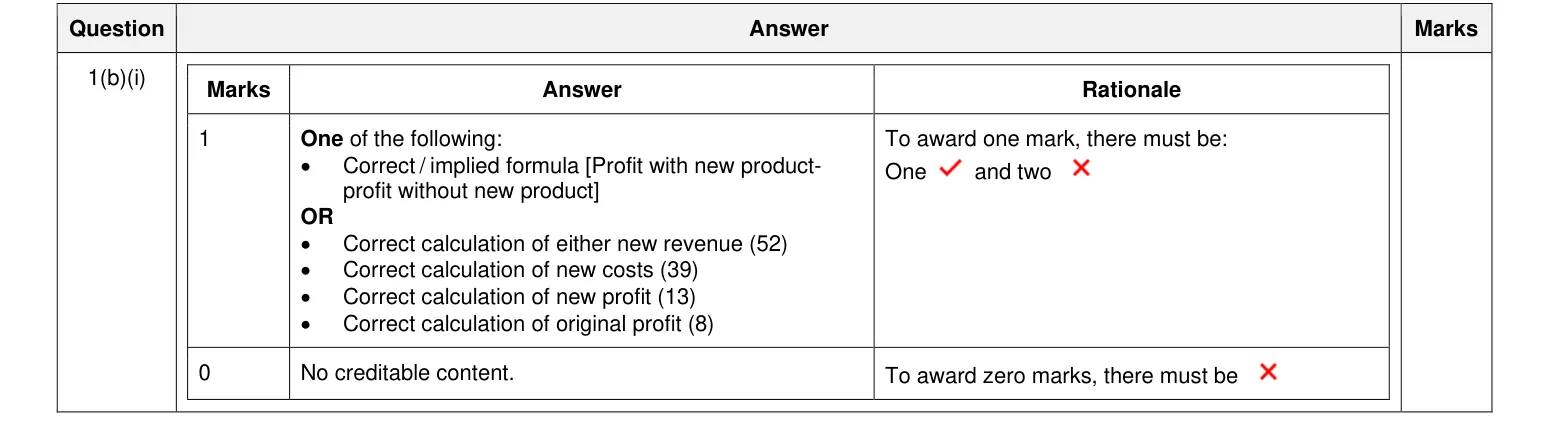 Question Answer Marks
1(b)(i)
Marks Answer Rationale
1
One of the following:
• Correct / implied formula [Profit with new product-
profit without new product]
OR
• Correct calculation of either new revenue (52)
• Correct calculation of new costs (39)
• Correct calculation of new profit (13)
• Correct calculation of original profit (8)
To award one mark, there must be:
One ✓ and two ✗
0 No creditable content. To award zero marks, there must be ✗